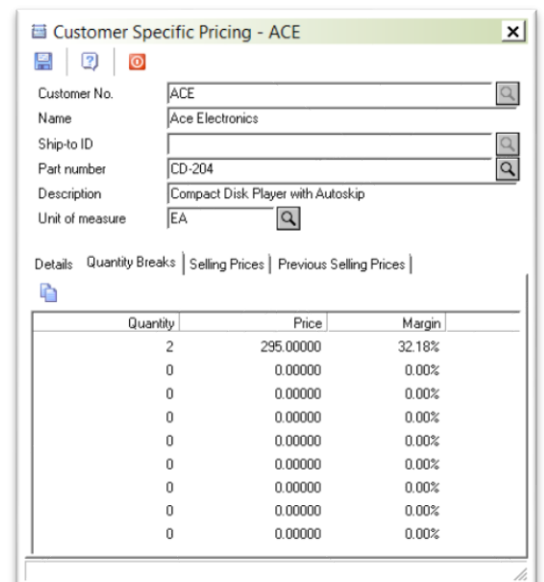 Customer Specific Pricing - ACE
Customer No. ACE
Name Ace Electronics
Ship-to ID
Part number CD-204
Description Compact Disk Player with Autoskip
Unit of measure EA
Details Quantity Breaks Selling Prices Previous Selling Prices
Quantity Price Margin
2 295.00000 32.18%
0 0.00000 0.00%
0 0.00000 0.00%
0 0.00000 0.00%
0 0.00000 0.00%
0 0.00000 0.00%
0 0.00000 0.00%
0 0.00000 0.00%
0 0.00000 0.00%